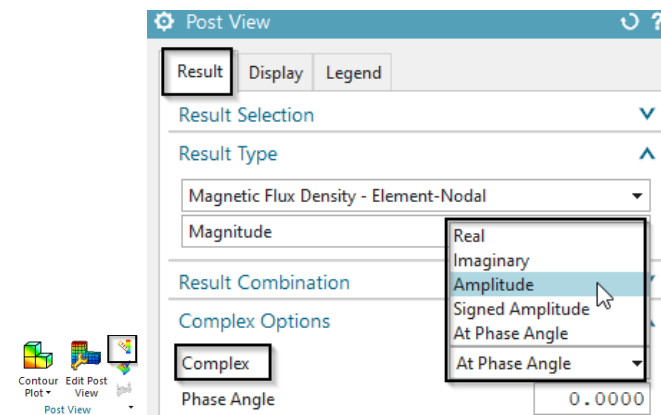 Post View
Result Display Legend
Result Selection
Result Type
Magnetic Flux Density - Element-Nodal
Magnitude
Real
Imaginary
Amplitude
Signed Amplitude
At Phase Angle
Result Combination
Complex Options
Complex
At Phase Angle
Phase Angle
0.0000
Contour Plot
Edit Post View
Post View